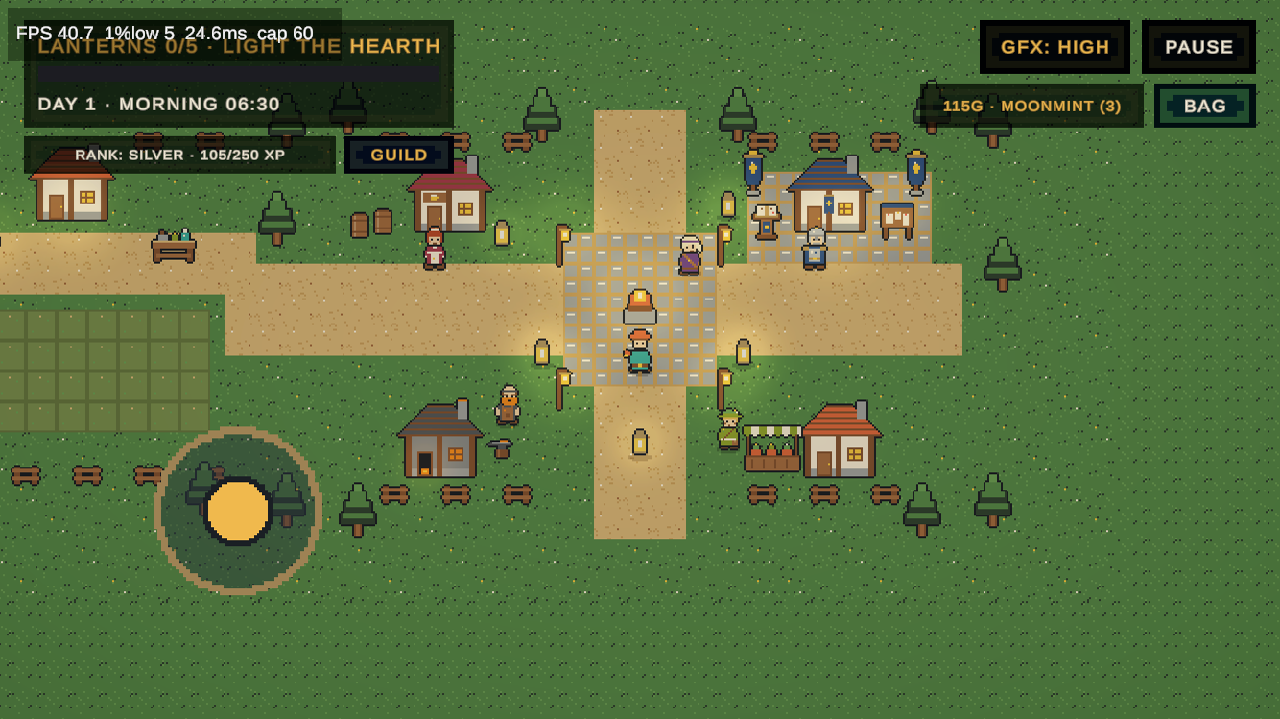 FPS 40.7 1%low 5 24.6ms cap 60
LANTERNS 0/5 · LIGHT THE HEARTH
DAY 1 · MORNING 06:30
RANK: SILVER · 105/250 XP
GUILD
GFX: HIGH
PAUSE
115G · MOONMINT (3)
BAG